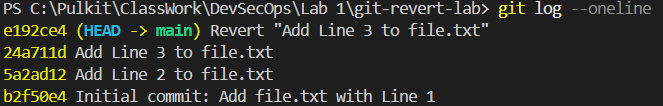 PS C:\Pulkit\ClassWork\DevSecOps\Lab 1\git-revert-lab> git log --oneline
e192ce4 (HEAD -> main) Revert "Add Line 3 to file.txt"
24a711d Add Line 3 to file.txt
5a2ad12 Add Line 2 to file.txt
b2f50e4 Initial commit: Add file.txt with Line 1